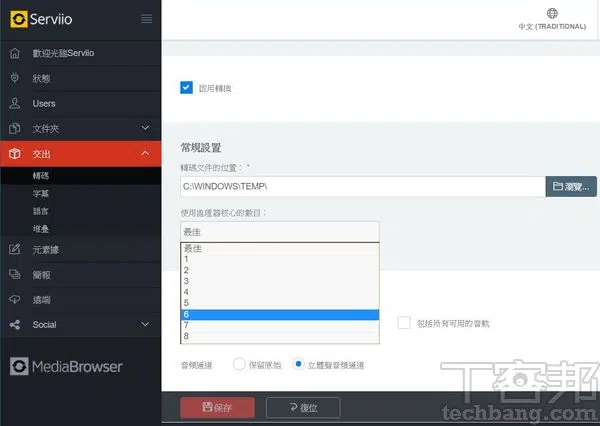 Serviio
中文 (TRADITIONAL)
歡迎光臨Serviio
狀態
Users
文件夾
交出
轉碼
字幕
語言
堆疊
元素據
簡報
遠端
Social
MediaBrowser
啟用轉換
常規設置
轉碼文件的位置： *
C:\WINDOWS\TEMP\
瀏覽...
使用處理器核心的數目：
最佳
最佳
1
2
3
4
5
6
7
8
包括所有可用的音軌
音頻通道
保留原始
立體聲音頻通道
保存
復位
T客邦
techbang.com